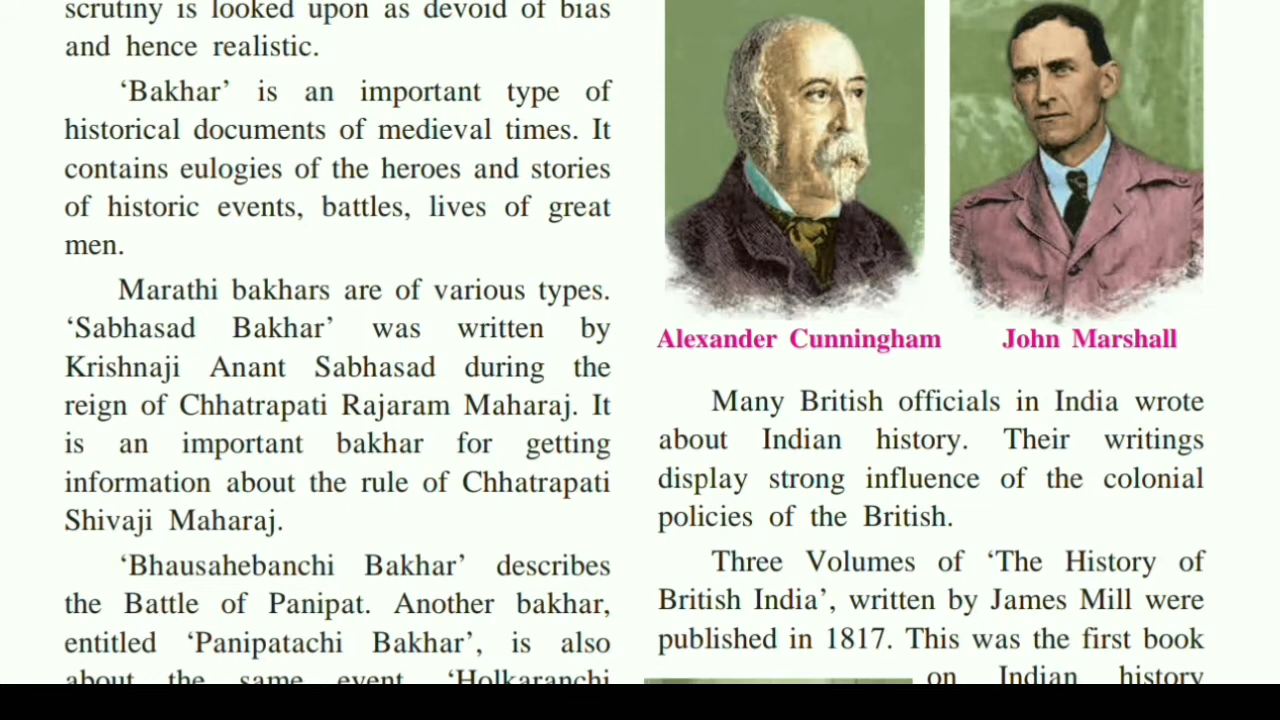 scrutiny is looked upon as devoid of bias
and hence realistic.
‘Bakhar’ is an important type of
historical documents of medieval times. It
contains eulogies of the heroes and stories
of historic events, battles, lives of great
men.
Marathi bakhars are of various types.
‘Sabhasad Bakhar’ was written by
Krishnaji Anant Sabhasad during the
reign of Chhatrapati Rajaram Maharaj. It
is an important bakhar for getting
information about the rule of Chhatrapati
Shivaji Maharaj.
‘Bhausahebanchi Bakhar’ describes
the Battle of Panipat. Another bakhar,
entitled ‘Panipatachi Bakhar’, is also
about the same event. ‘Holkaranchi
Alexander Cunningham
John Marshall
Many British officials in India wrote
about Indian history. Their writings
display strong influence of the colonial
policies of the British.
Three Volumes of ‘The History of
British India’, written by James Mill were
published in 1817. This was the first book
on Indian history